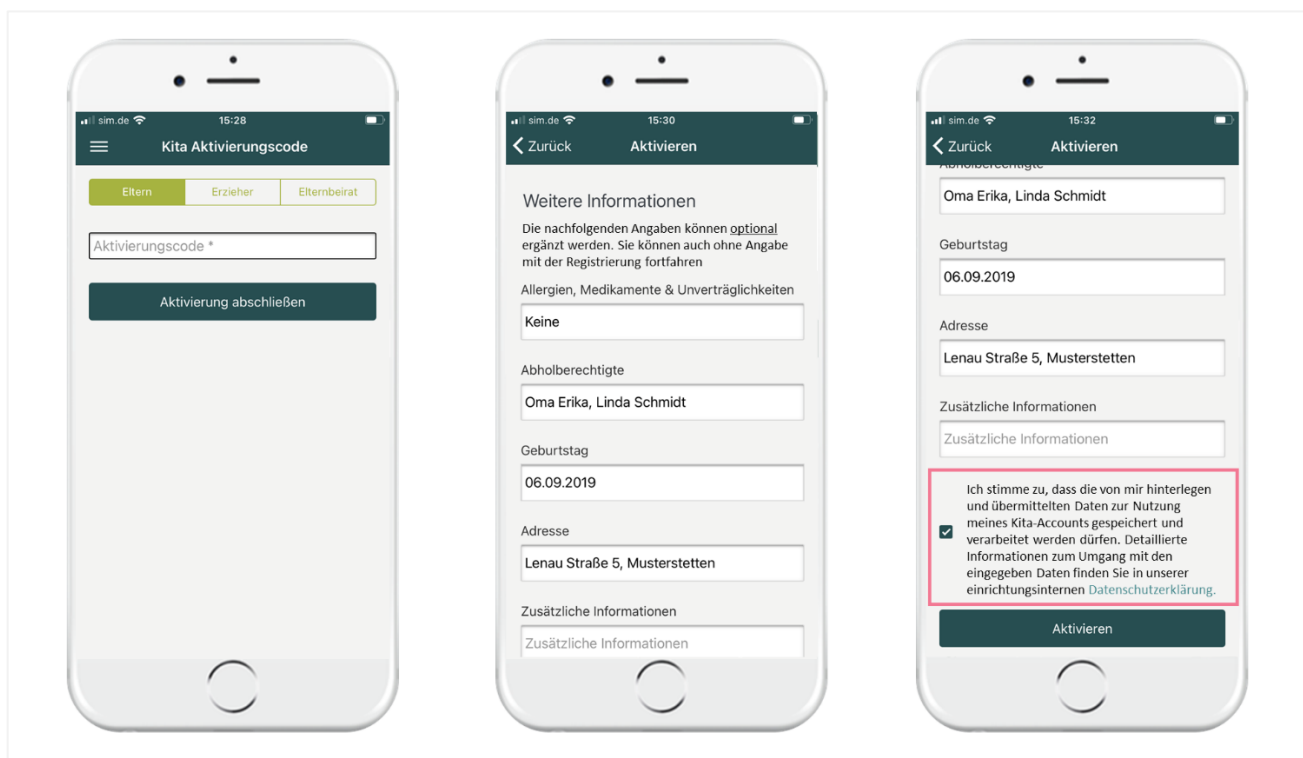 sim.de 15:28
Kita Aktivierungscode
Eltern Erzieher Elternbeirat
Aktivierungscode *
Aktivierung abschließen
sim.de 15:30
Zurück Aktivieren
Weitere Informationen
Die nachfolgenden Angaben können optional
ergänzt werden. Sie können auch ohne Angabe
mit der Registrierung fortfahren
Allergien, Medikamente & Unverträglichkeiten
Keine
Abholberechtigte
Oma Erika, Linda Schmidt
Geburtstag
06.09.2019
Adresse
Lenau Straße 5, Musterstetten
Zusätzliche Informationen
Zusätzliche Informationen
sim.de 15:32
Zurück Aktivieren
Abholberechtigte
Oma Erika, Linda Schmidt
Geburtstag
06.09.2019
Adresse
Lenau Straße 5, Musterstetten
Zusätzliche Informationen
Zusätzliche Informationen
Ich stimme zu, dass die von mir hinterlegen
und übermittelten Daten zur Nutzung
meines Kita-Accounts gespeichert und
verarbeitet werden dürfen. Detaillierte
Informationen zum Umgang mit den
eingegeben Daten finden Sie in unserer
einrichtungsinternen Datenschutzerklärung.
Aktivieren